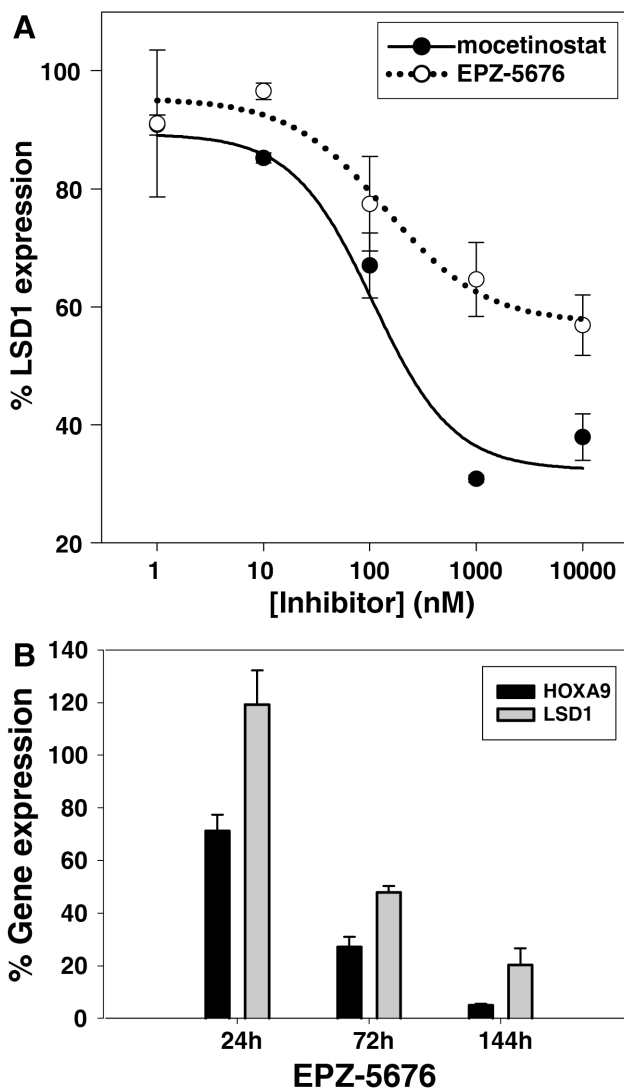 A
mocetinostat
EPZ-5676
% LSD1 expression
100
80
60
40
20
1 10 100 1000 10000
[Inhibitor] (nM)
B
HOXA9
LSD1
% Gene expression
140
120
100
80
60
40
20
0
24h 72h 144h
EPZ-5676